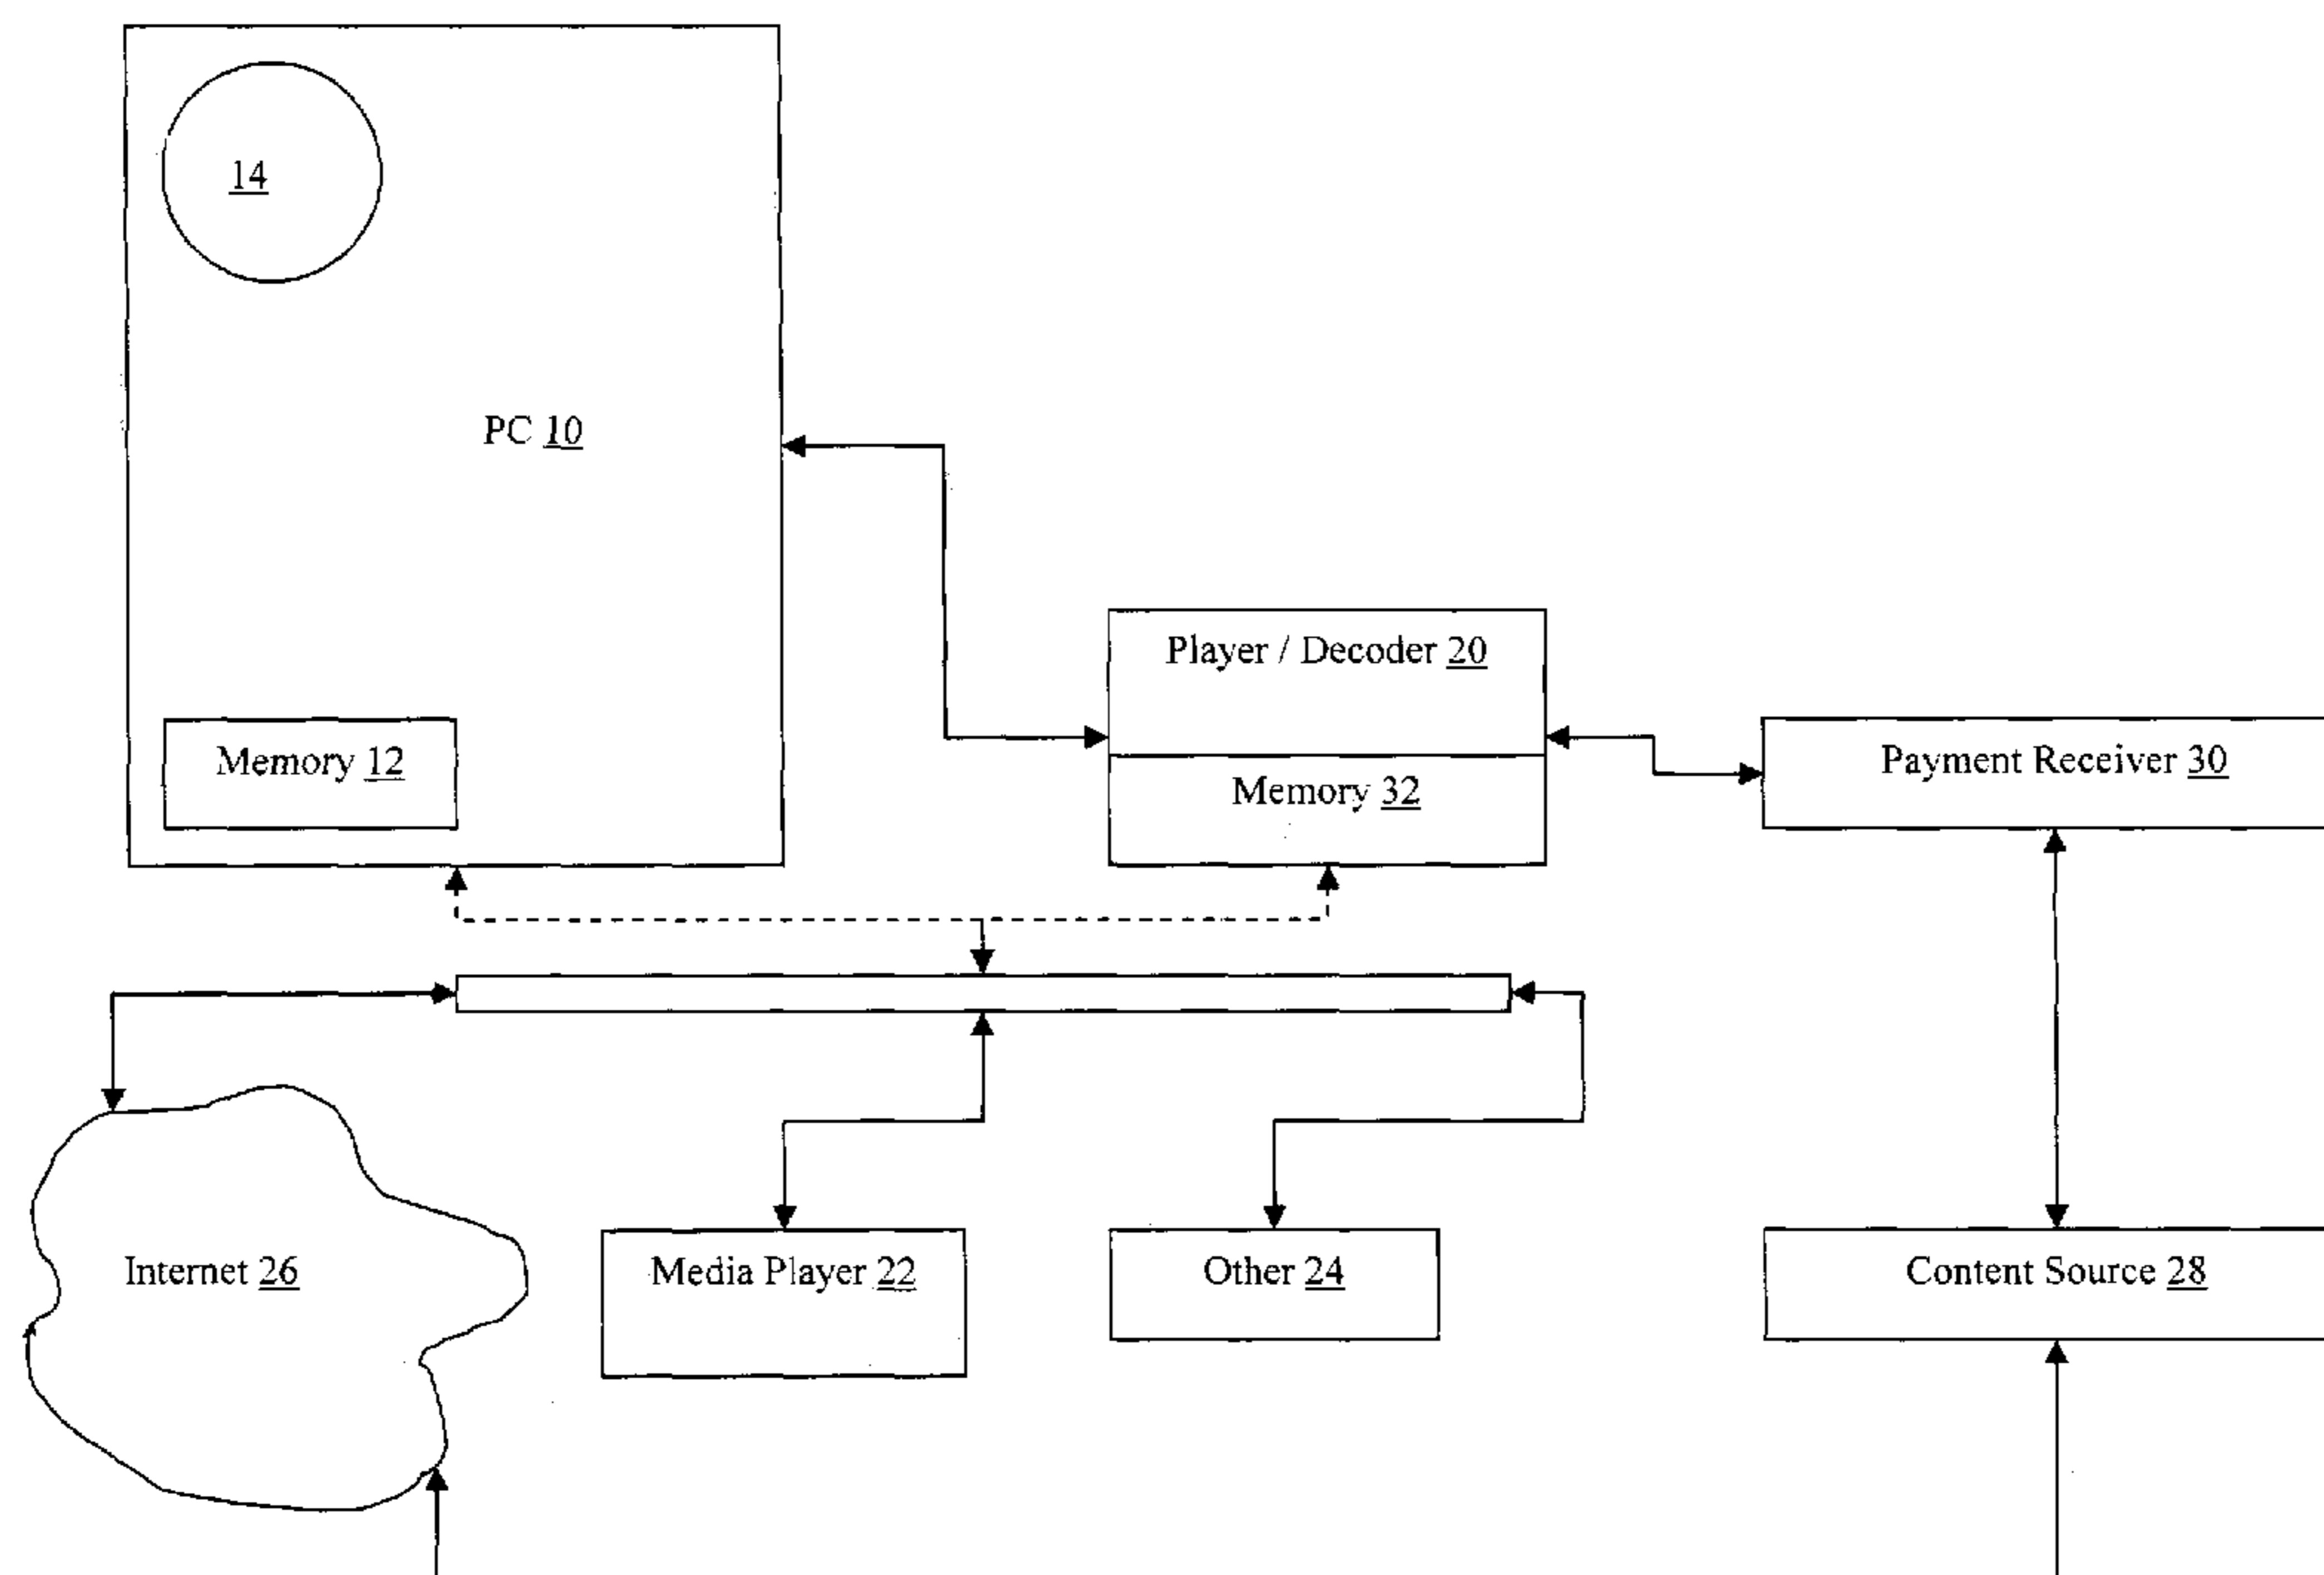 14
PC 10
Player / Decoder 20
Memory 12
Memory 32
Payment Receiver 30
Internet 26
Media Player 22
Other 24
Content Source 28